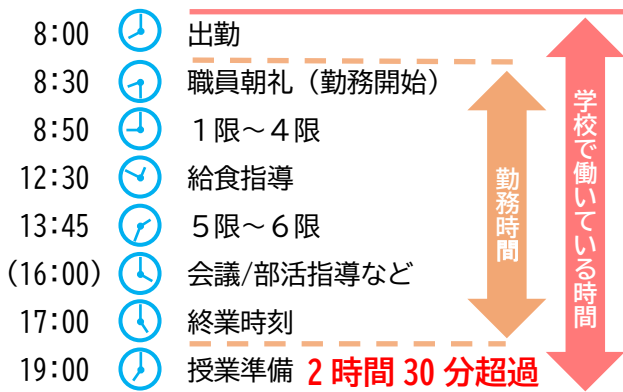 8:00 出勤
8:30 職員朝礼（勤務開始）
8:50 １限～４限
12:30 給食指導
13:45 ５限～６限
(16:00) 会議/部活指導など
17:00 終業時刻
19:00 授業準備 2時間30分超過
勤務時間
学校で働いている時間